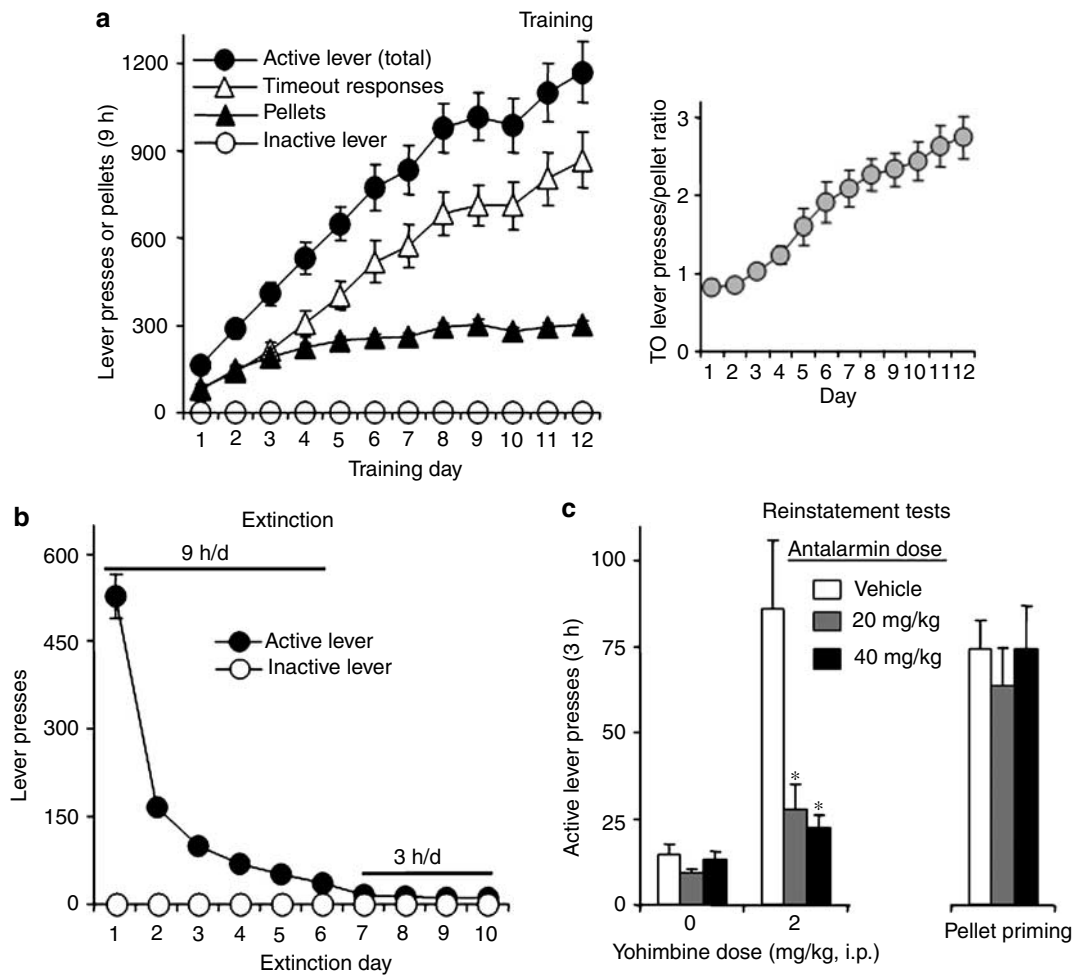 a
Training
Active lever (total)
Timeout responses
Pellets
Inactive lever
Lever presses or pellets (9 h)
1200
900
600
300
0
1 2 3 4 5 6 7 8 9 10 11 12
Training day
TO lever presses/pellet ratio
3
2
1
0
1 2 3 4 5 6 7 8 9 10 11 12
Day
b
Extinction
9 h/d
Active lever
Inactive lever
3 h/d
Lever presses
600
450
300
150
0
1 2 3 4 5 6 7 8 9 10
Extinction day
c
Reinstatement tests
Antalarmin dose
Vehicle
20 mg/kg
40 mg/kg
Active lever presses (3 h)
100
75
50
25
0
* *
0 2
Yohimbine dose (mg/kg, i.p.)
Pellet priming